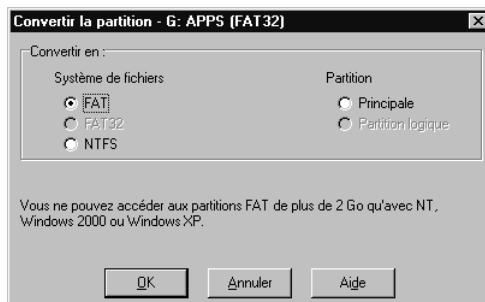 Convertir la partition - G: APPS (FAT32)
Convertir en :
Système de fichiers
Partition
FAT
Principale
FAT32
Partition logique
NTFS
Vous ne pouvez accéder aux partitions FAT de plus de 2 Go qu'avec NT,
Windows 2000 ou Windows XP.
OK
Annuler
Aide